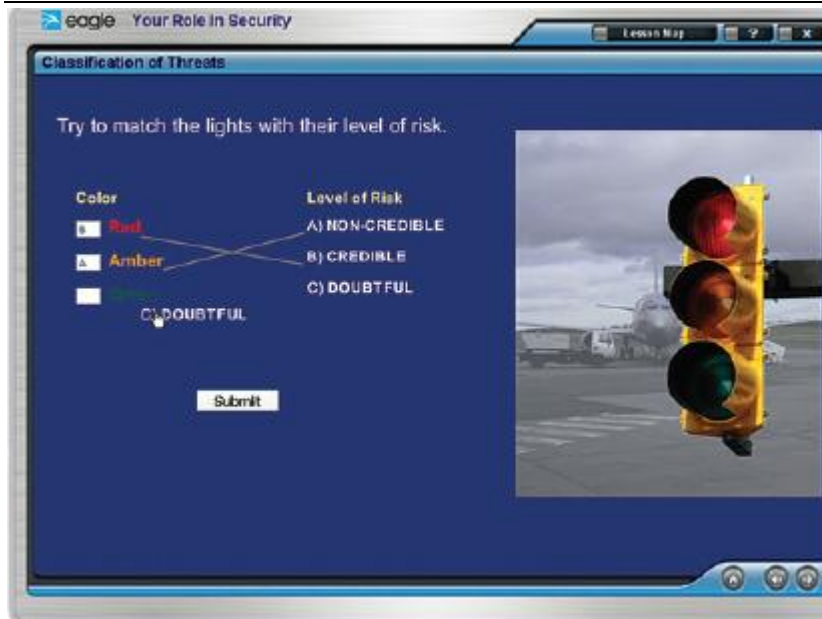 eagle Your Role in Security
Lesson Map ? X
Classification of Threats
Try to match the lights with their level of risk.
Color Level of Risk
B Red A) NON-CREDIBLE
A Amber B) CREDIBLE
C) DOUBTFUL
C) DOUBTFUL
Submit